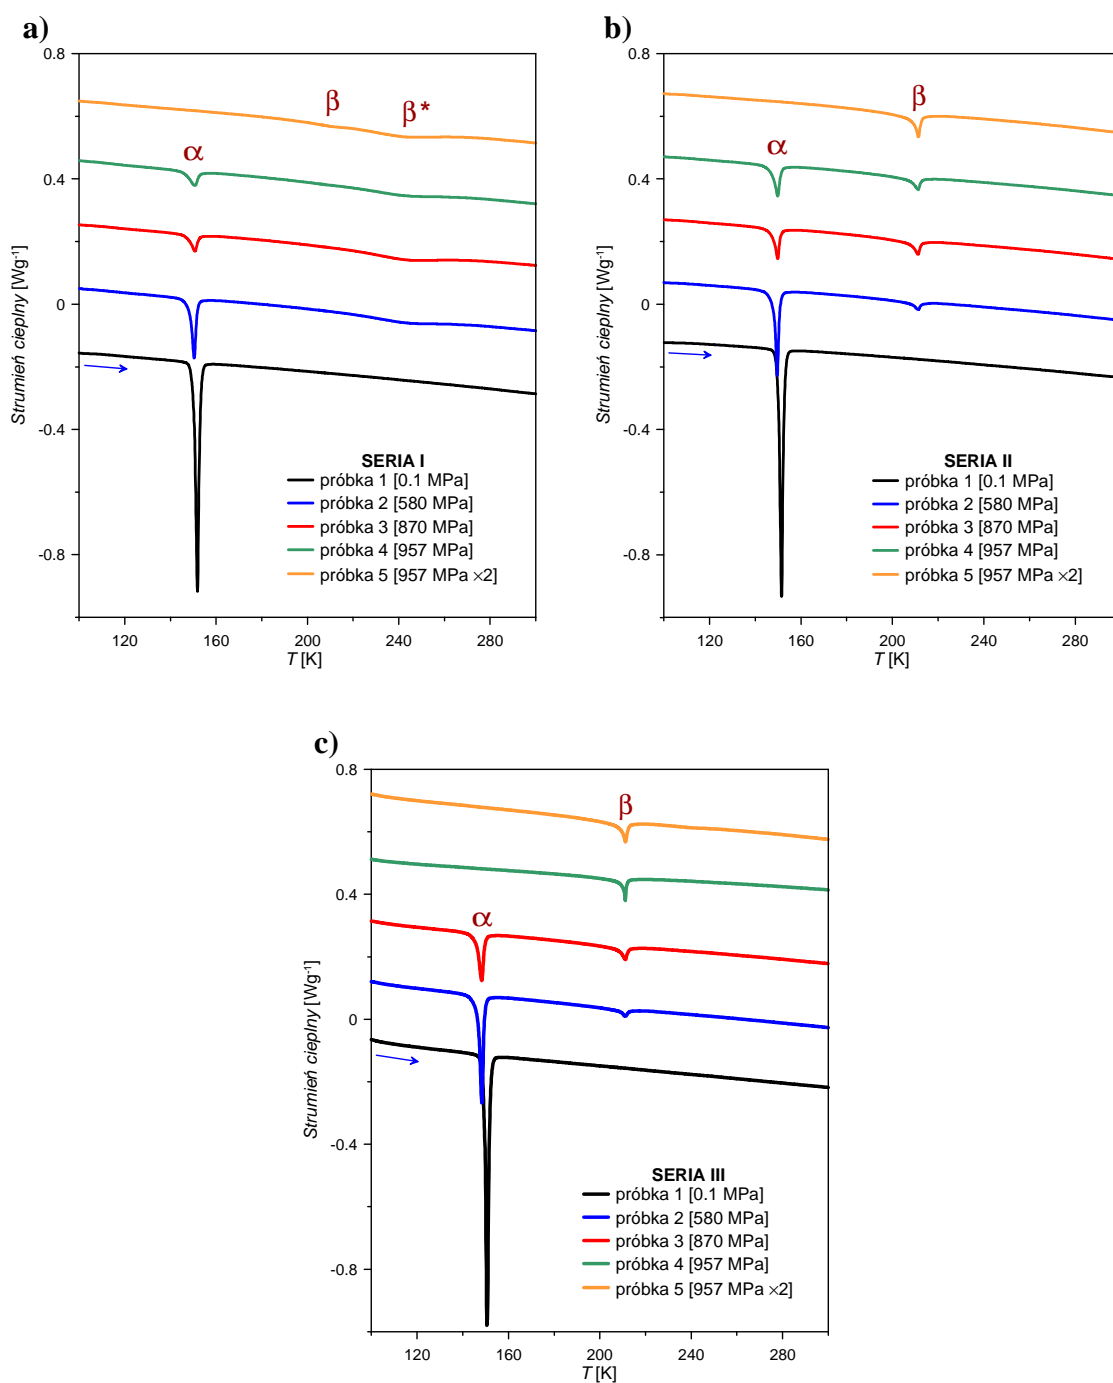 a)
0.8
β
β*
α
0.4
0
-0.4
-0.8
Strumień cieplny [Wg⁻¹]
SERIA I
próbka 1 [0.1 MPa]
próbka 2 [580 MPa]
próbka 3 [870 MPa]
próbka 4 [957 MPa]
próbka 5 [957 MPa ×2]
120 160 200 240 280
T [K]
b)
0.8
β
α
0.4
0
-0.4
-0.8
Strumień cieplny [Wg⁻¹]
SERIA II
próbka 1 [0.1 MPa]
próbka 2 [580 MPa]
próbka 3 [870 MPa]
próbka 4 [957 MPa]
próbka 5 [957 MPa ×2]
120 160 200 240 280
T [K]
c)
0.8
β
0.4
α
0
-0.4
-0.8
Strumień cieplny [Wg⁻¹]
SERIA III
próbka 1 [0.1 MPa]
próbka 2 [580 MPa]
próbka 3 [870 MPa]
próbka 4 [957 MPa]
próbka 5 [957 MPa ×2]
120 160 200 240 280
T [K]